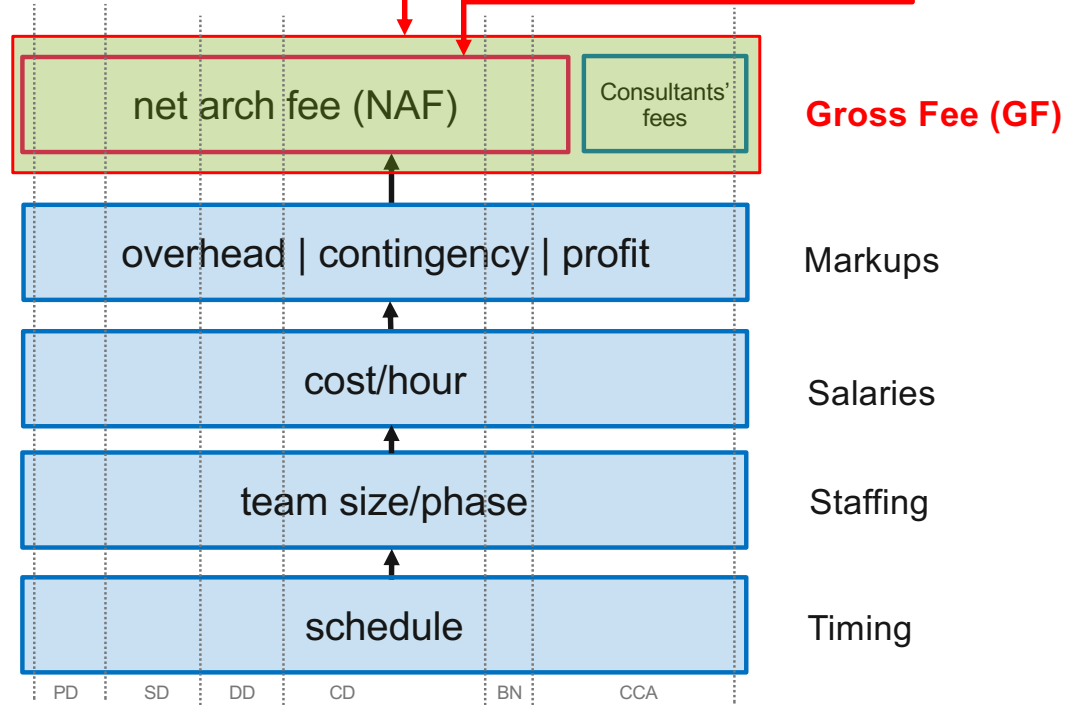 net arch fee (NAF)
Consultants'
fees
Gross Fee (GF)
overhead | contingency | profit
Markups
cost/hour
Salaries
team size/phase
Staffing
schedule
Timing
PD SD DD CD BN CCA